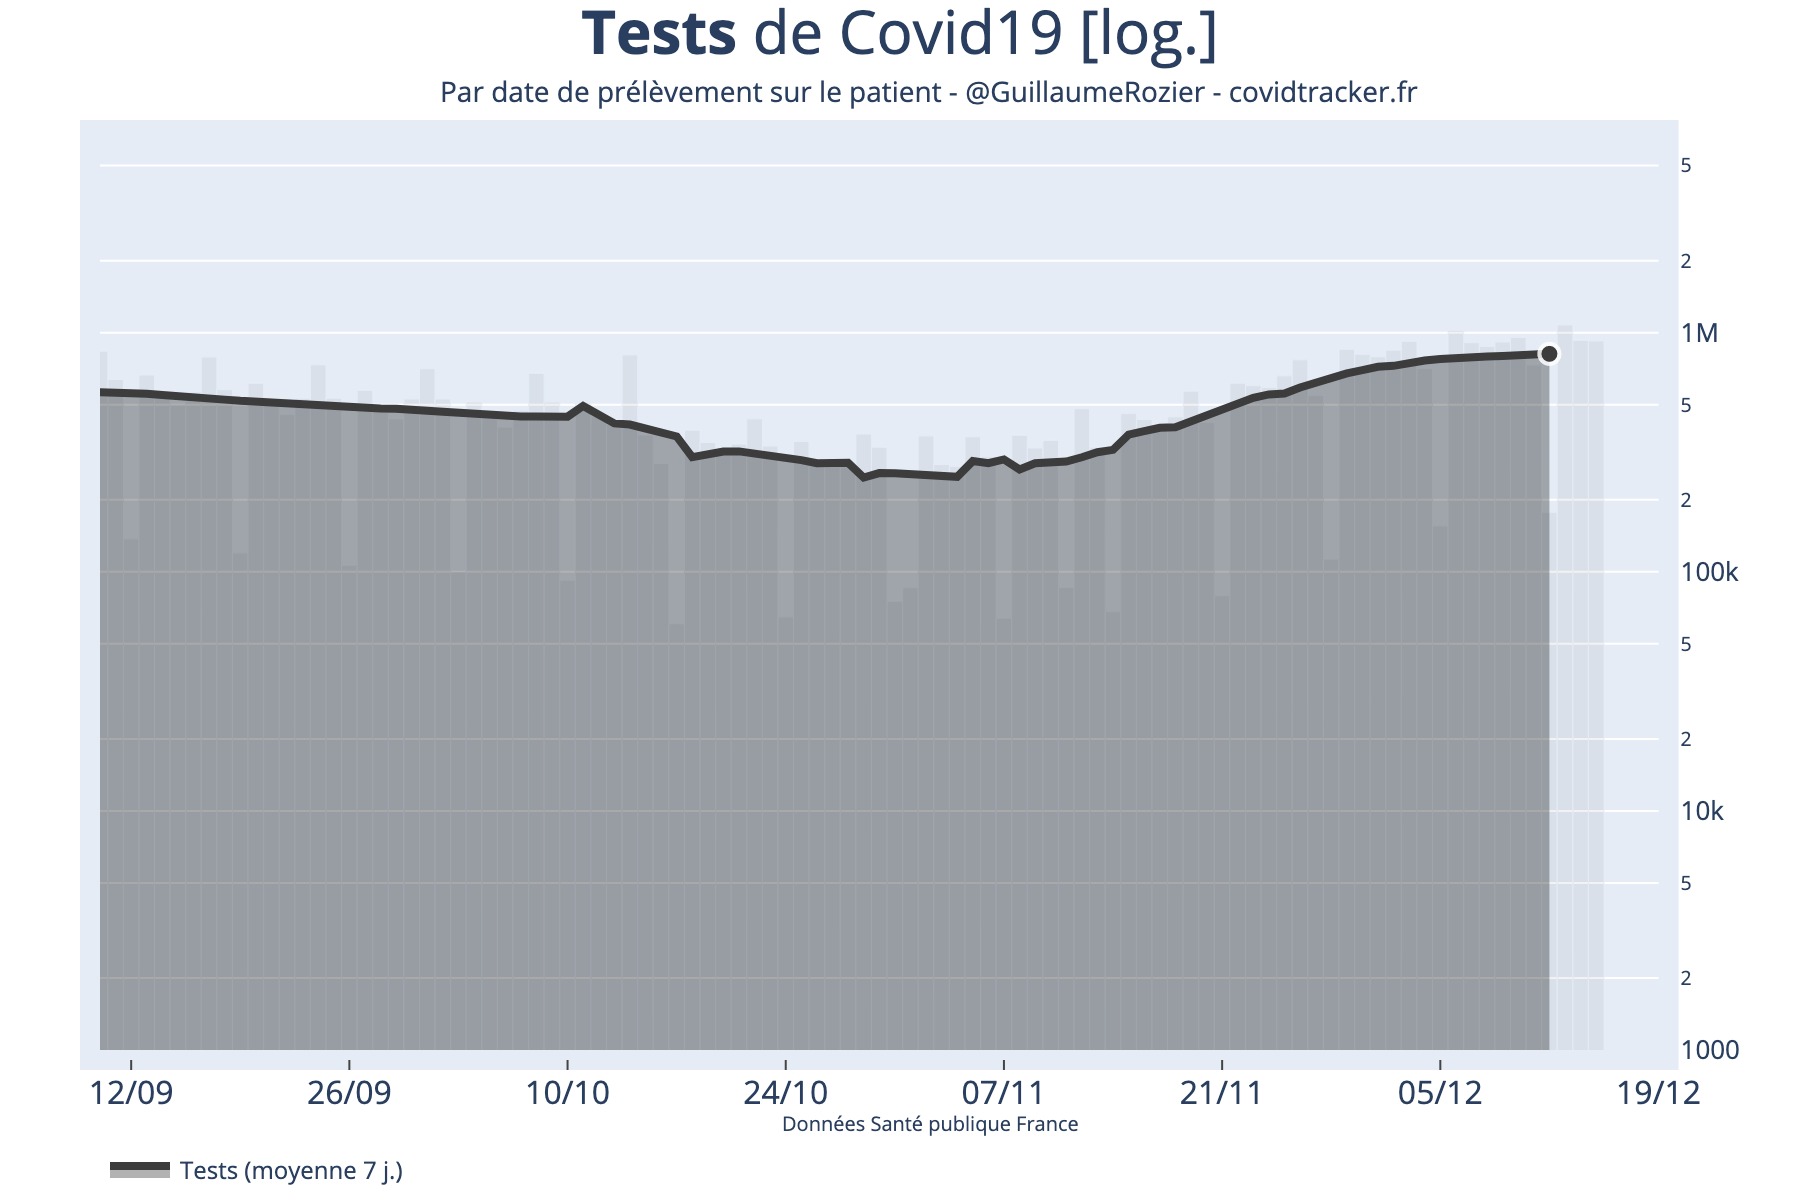 Tests de Covid19 [log.]
Par date de prélèvement sur le patient - @GuillaumeRozier - covidtracker.fr
5
2
1M
5
2
100k
5
2
10k
5
2
1000
12/09 26/09 10/10 24/10 07/11 21/11 05/12 19/12
Données Santé publique France
Tests (moyenne 7 j.)